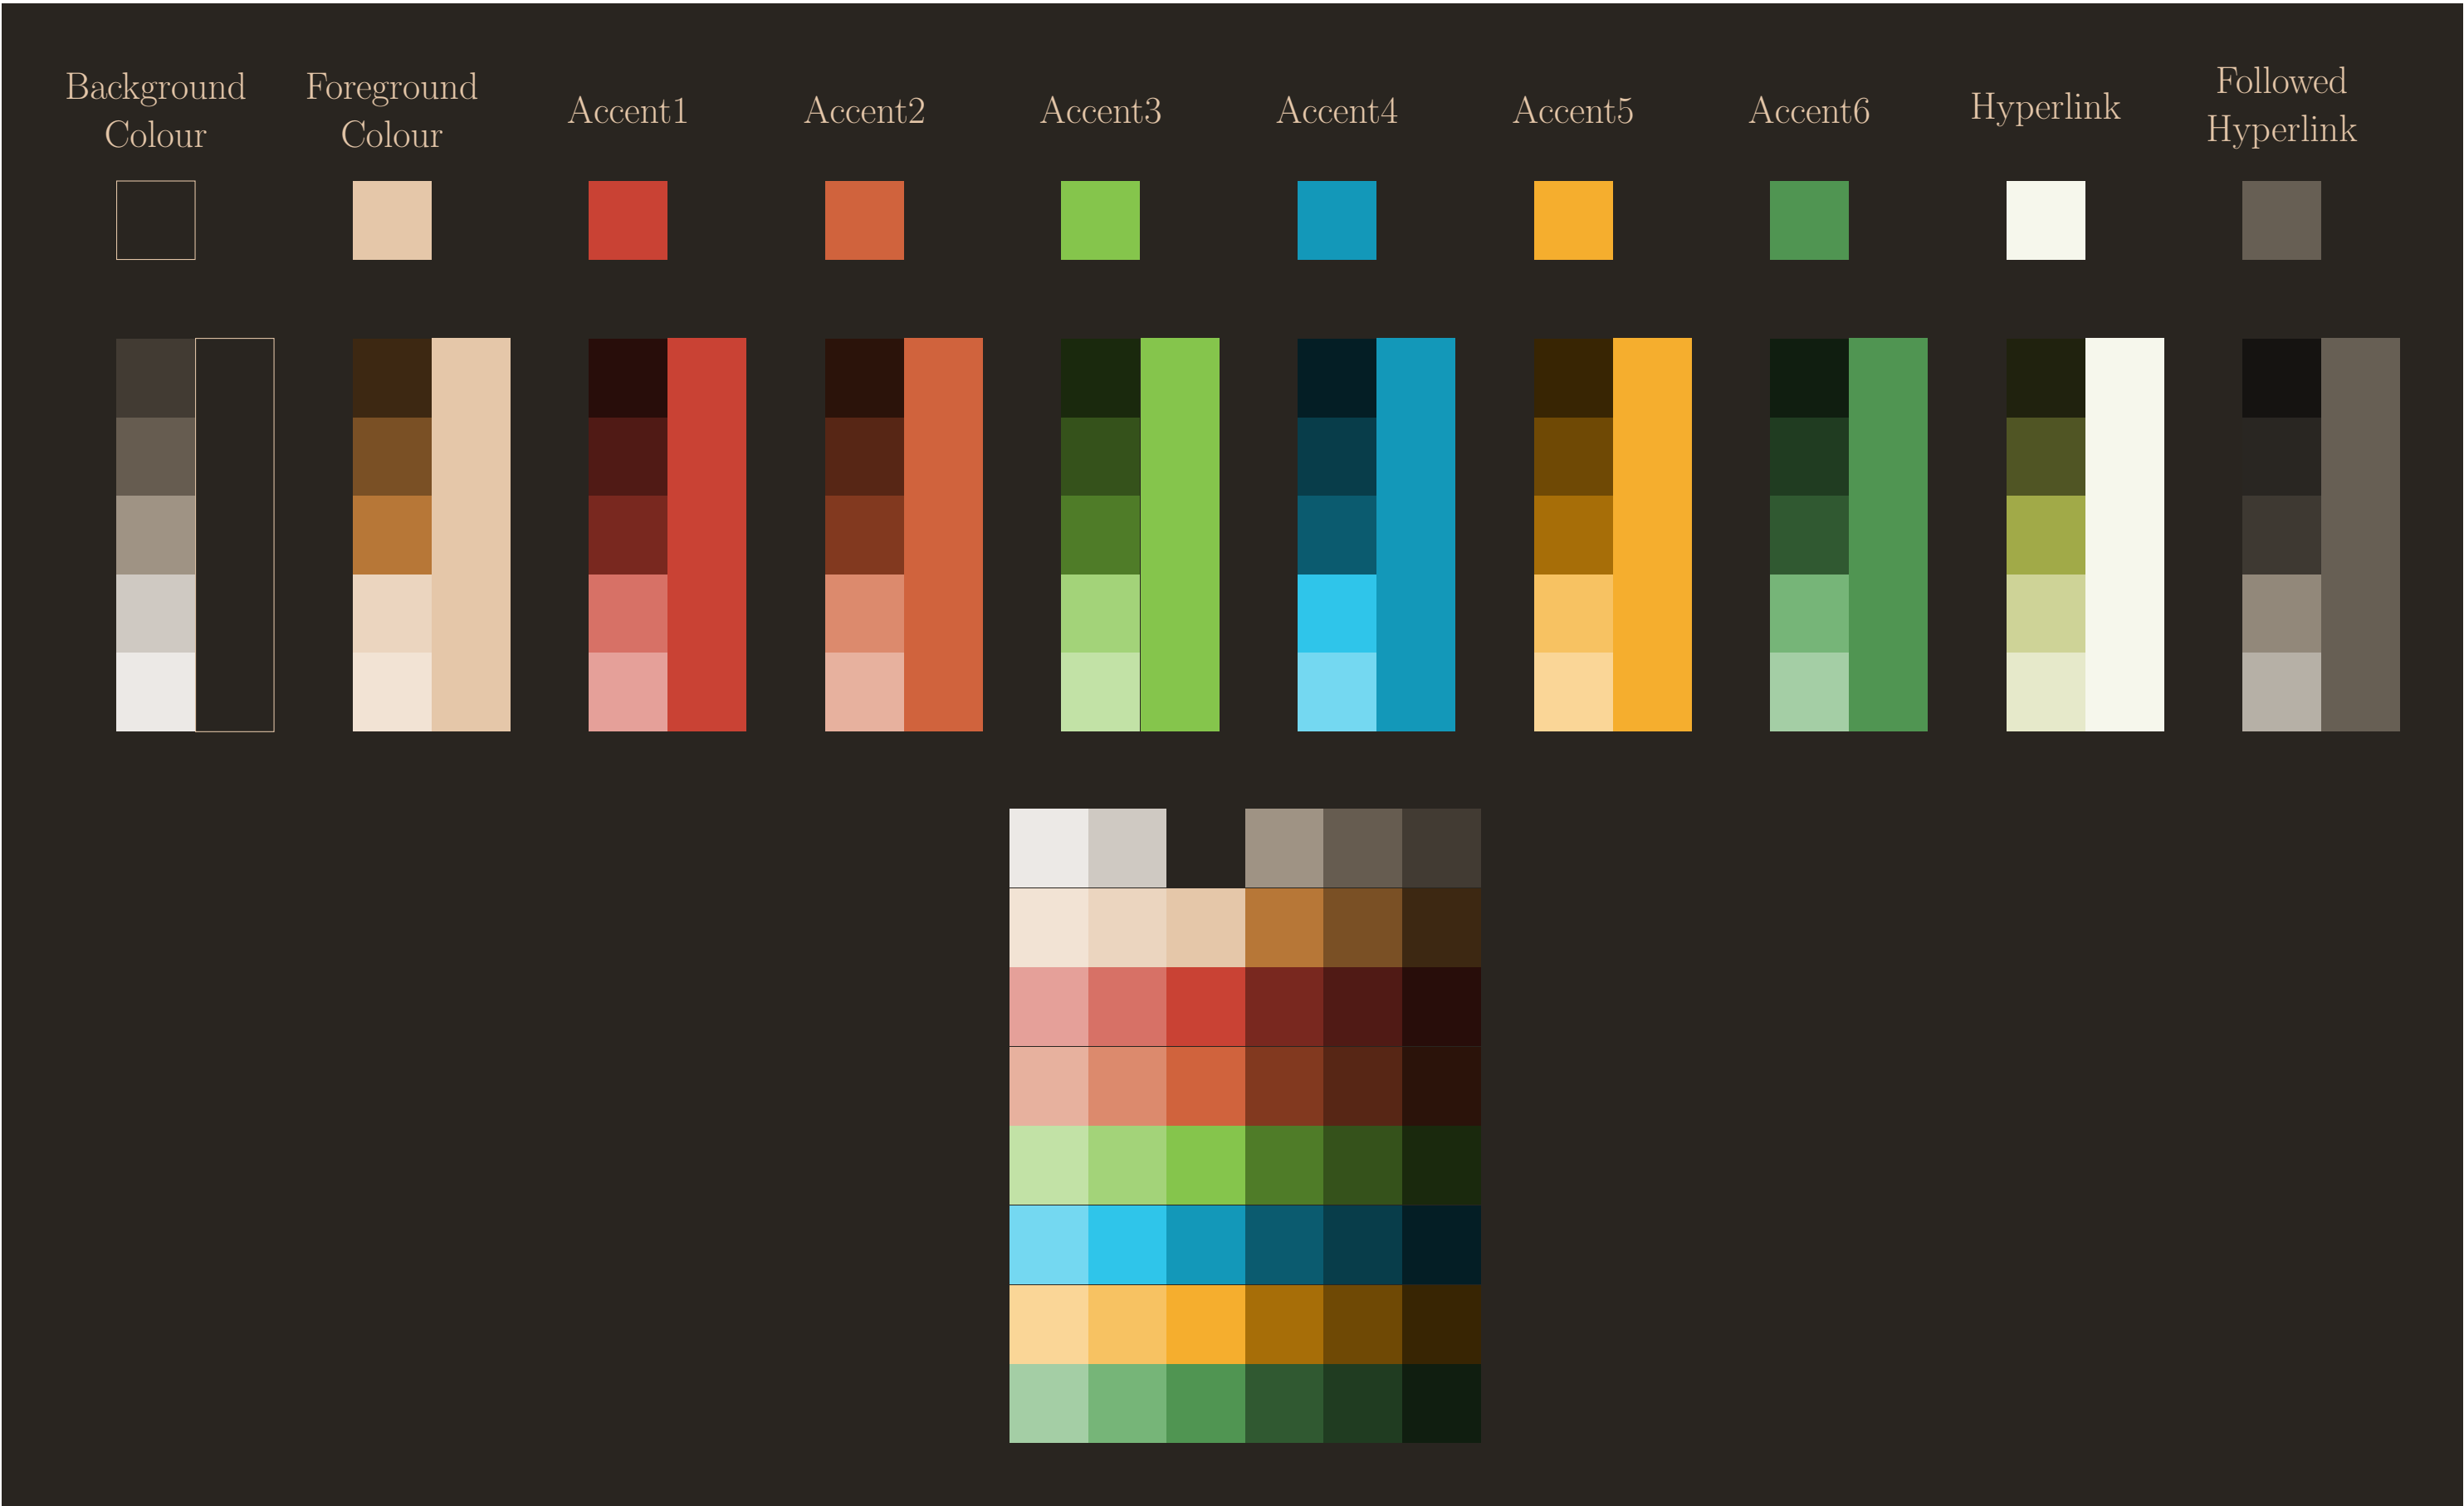 Background
Colour
Foreground
Colour
Accent1
Accent2
Accent3
Accent4
Accent5
Accent6
Hyperlink
Followed
Hyperlink